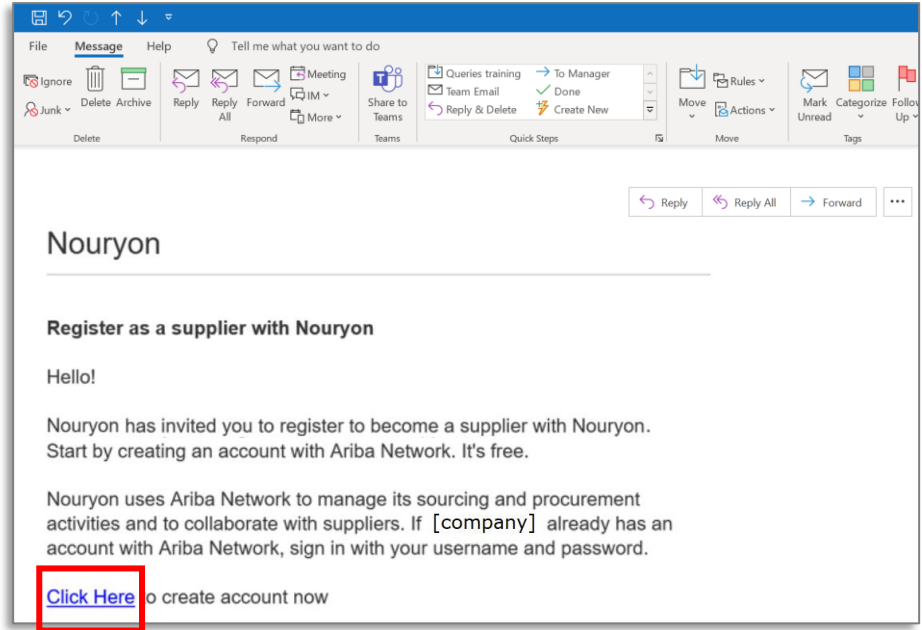 File Message Help Tell me what you want to do
Ignore
Junk
Delete Archive
Delete
Reply Reply All Forward
Meeting
IM
More
Respond
Share to Teams
Teams
Queries training To Manager
Team Email Done
Reply & Delete Create New
Quick Steps
Move
Rules
Actions
Move
Mark Unread Categorize Follow Up
Tags
Reply Reply All Forward
Nouryon
Register as a supplier with Nouryon
Hello!
Nouryon has invited you to register to become a supplier with Nouryon.
Start by creating an account with Ariba Network. It's free.
Nouryon uses Ariba Network to manage its sourcing and procurement
activities and to collaborate with suppliers. If [company] already has an
account with Ariba Network, sign in with your username and password.
Click Here to create account now